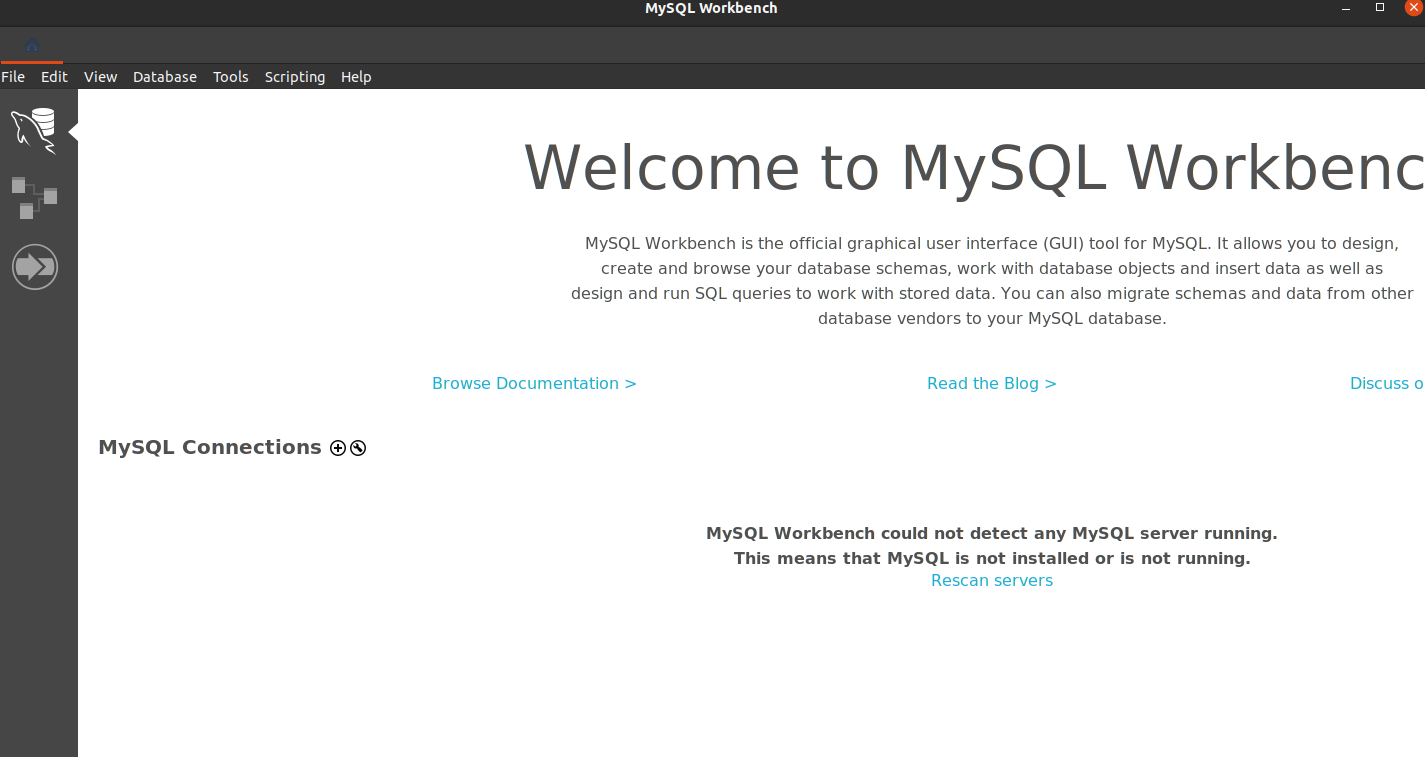 MySQL Workbench
File Edit View Database Tools Scripting Help
Welcome to MySQL Workbenc
MySQL Workbench is the official graphical user interface (GUI) tool for MySQL. It allows you to design,
create and browse your database schemas, work with database objects and insert data as well as
design and run SQL queries to work with stored data. You can also migrate schemas and data from other
database vendors to your MySQL database.
Browse Documentation > Read the Blog > Discuss o
MySQL Connections
MySQL Workbench could not detect any MySQL server running.
This means that MySQL is not installed or is not running.
Rescan servers